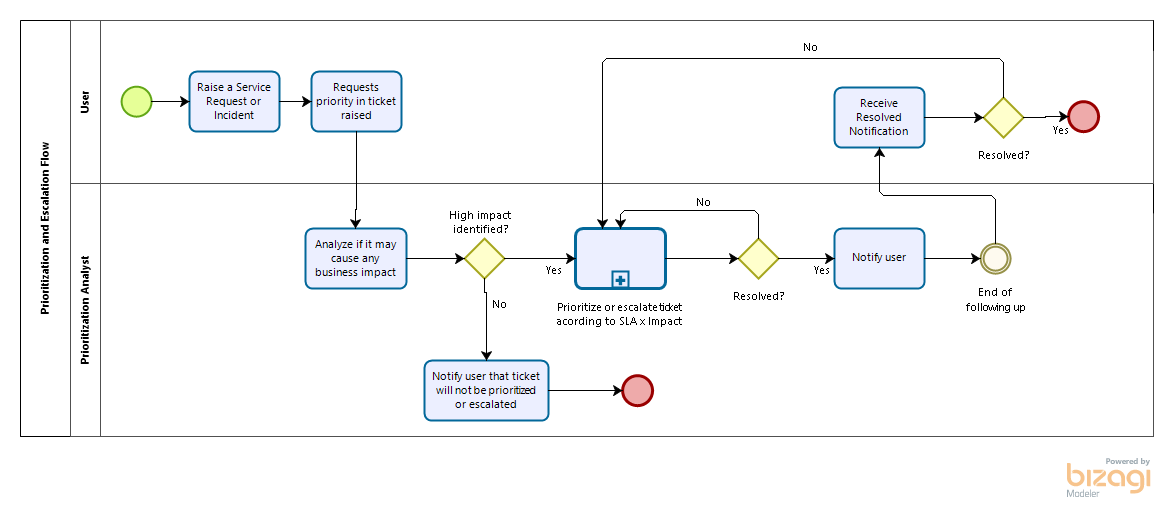 Prioritization and Escalation Flow
User
Raise a Service
Request or
Incident
Requests
priority in ticket
raised
No
Receive
Resolved
Notification
Resolved?
Yes
Prioritization Analyst
Analyze if it may
cause any
business impact
High impact
identified?
Yes
No
Prioritize or escalate ticket
acording to SLA x Impact
No
Resolved?
Yes
Notify user
End of
following up
Notify user that ticket
will not be prioritized
or escalated
Powered by
bizagi
Modeler